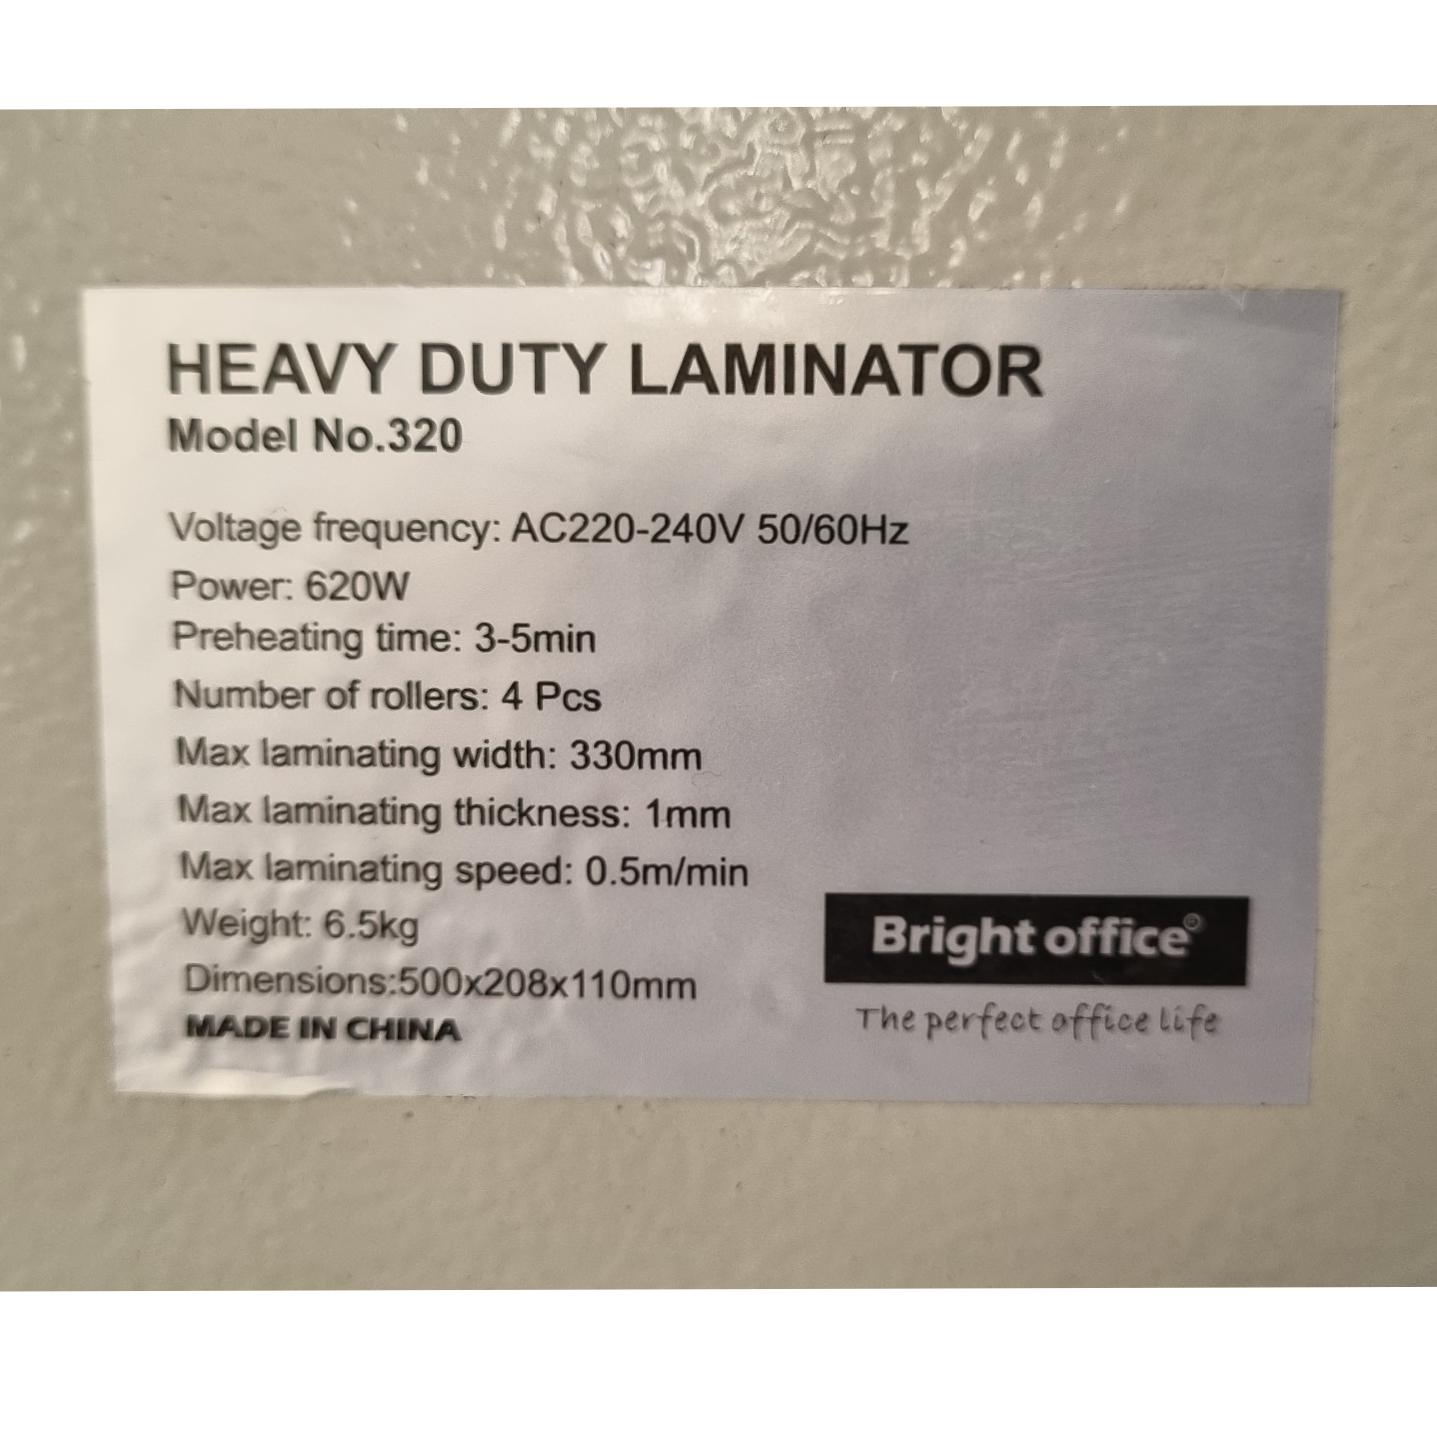 HEAVY DUTY LAMINATOR
Model No.320
Voltage frequency: AC220-240V 50/60Hz
Power: 620W
Preheating time: 3-5min
Number of rollers: 4 Pcs
Max laminating width: 330mm
Max laminating thickness: 1mm
Max laminating speed: 0.5m/min
Weight: 6.5kg
Dimensions:500x208x110mm
MADE IN CHINA
Bright office®
The perfect office life